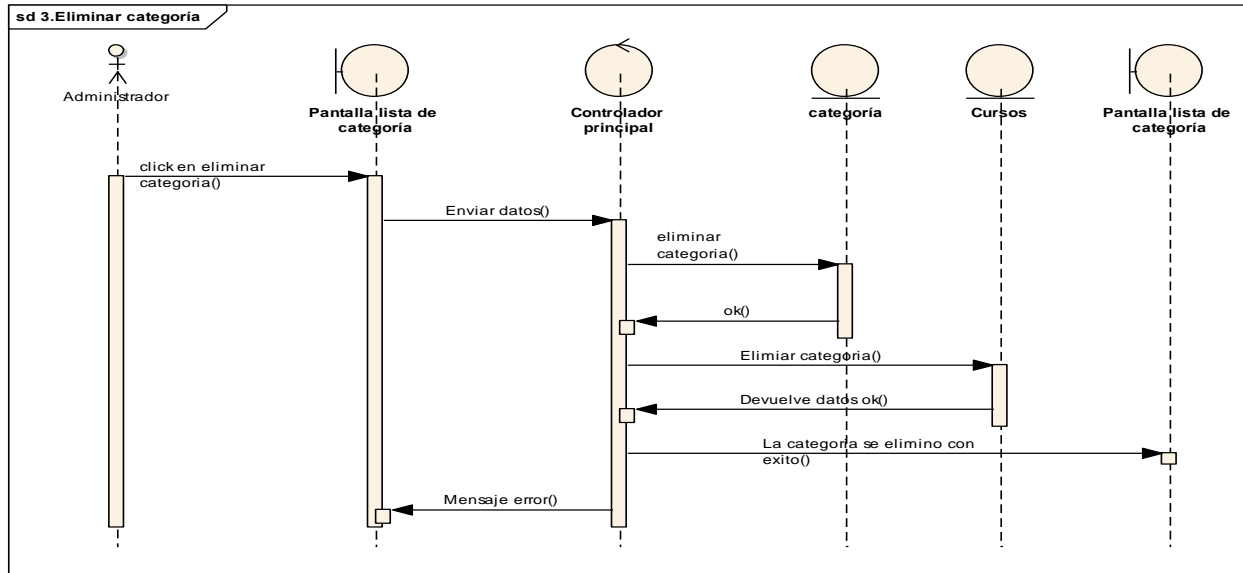 sd 3.Eliminar categoría
Administrador
Pantalla lista de
categoría
Controlador
principal
categoría
Cursos
Pantalla lista de
categoría
click en eliminar
categoria()
Enviar datos()
eliminar
categoria()
ok()
Elimiar categoria()
Devuelve datos ok()
La categoria se elimino con
exito()
Mensaje error()